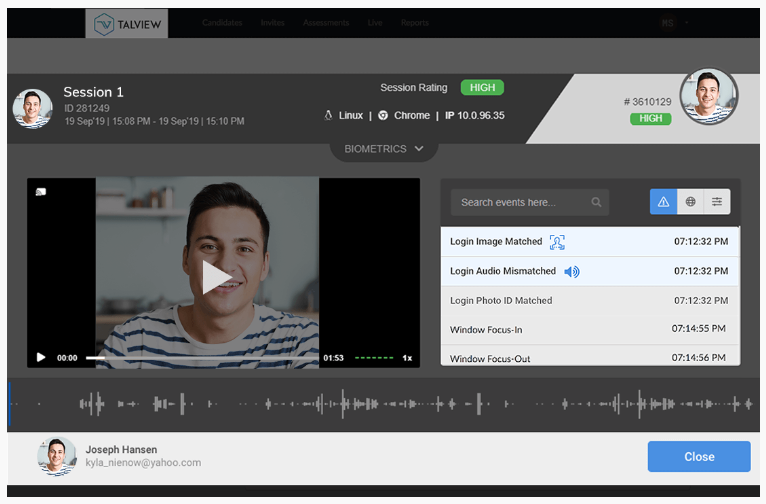 TALVIEW
Candidates Invites Assessments Live Reports
MS
Session 1
ID 281249
19 Sep'19 | 15:08 PM - 19 Sep'19 | 15:10 PM
Session Rating HIGH
Linux | Chrome | IP 10.0.96.35
# 3610129
HIGH
BIOMETRICS
Search events here...
Login Image Matched 07:12:32 PM
Login Audio Mismatched 07:12:32 PM
Login Photo ID Matched 07:12:32 PM
Window Focus-In 07:14:55 PM
Window Focus-Out 07:14:56 PM
00:00 01:53 1x
Joseph Hansen
kyla_nienow@yahoo.com
Close